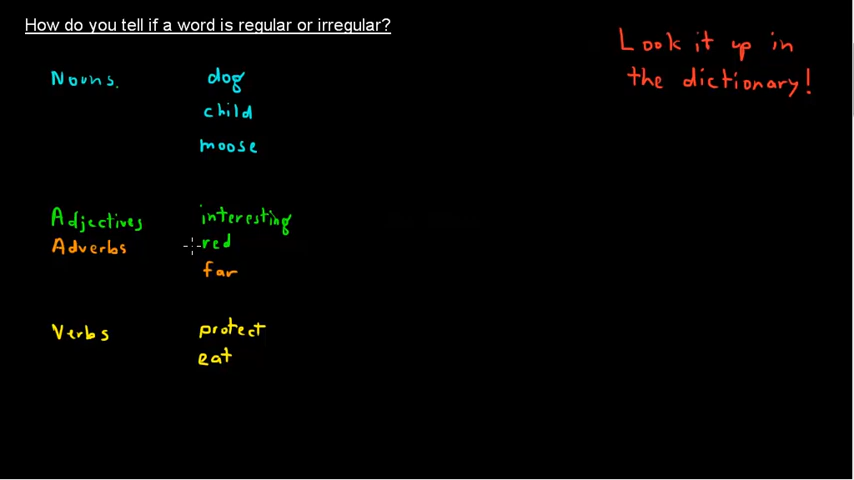 How do you tell if a word is regular or irregular?
Look it up in
the dictionary!
Nouns. dog
child
moose
Adjectives interesting
Adverbs red
far
Verbs protect
eat